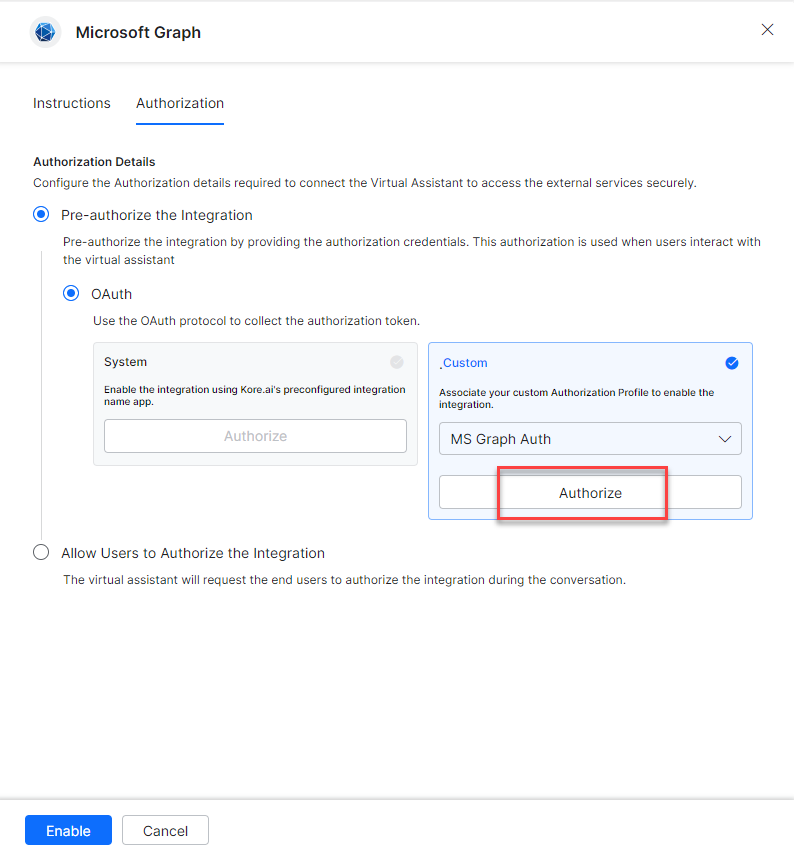 Microsoft Graph
Instructions
Authorization
Authorization Details
Configure the Authorization details required to connect the Virtual Assistant to access the external services securely.
Pre-authorize the Integration
Pre-authorize the integration by providing the authorization credentials. This authorization is used when users interact with
the virtual assistant
OAuth
Use the OAuth protocol to collect the authorization token.
System
Enable the integration using Kore.ai's preconfigured integration
name app.
Authorize
.Custom
Associate your custom Authorization Profile to enable the
integration.
MS Graph Auth
Authorize
Allow Users to Authorize the Integration
The virtual assistant will request the end users to authorize the integration during the conversation.
Enable
Cancel